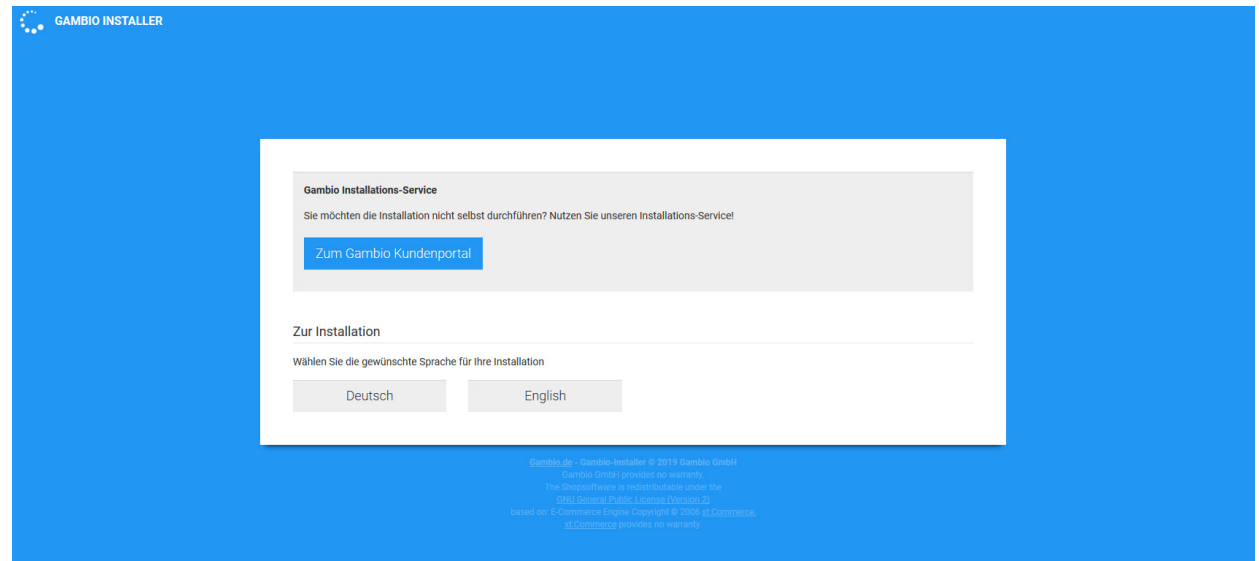 GAMBIO INSTALLER
Gambio Installations-Service
Sie möchten die Installation nicht selbst durchführen? Nutzen Sie unseren Installations-Service!
Zum Gambio Kundenportal
Zur Installation
Wählen Sie die gewünschte Sprache für Ihre Installation
Deutsch
English
Gambio.de - Gambio-Installer © 2019 Gambio GmbH
Gambio GmbH provides no warranty.
The Shopsoftware is redistributable under the
GNU General Public License (Version 2)
based on: E-Commerce Engine Copyright © 2006 xt:Commerce,
xt:Commerce provides no warranty.